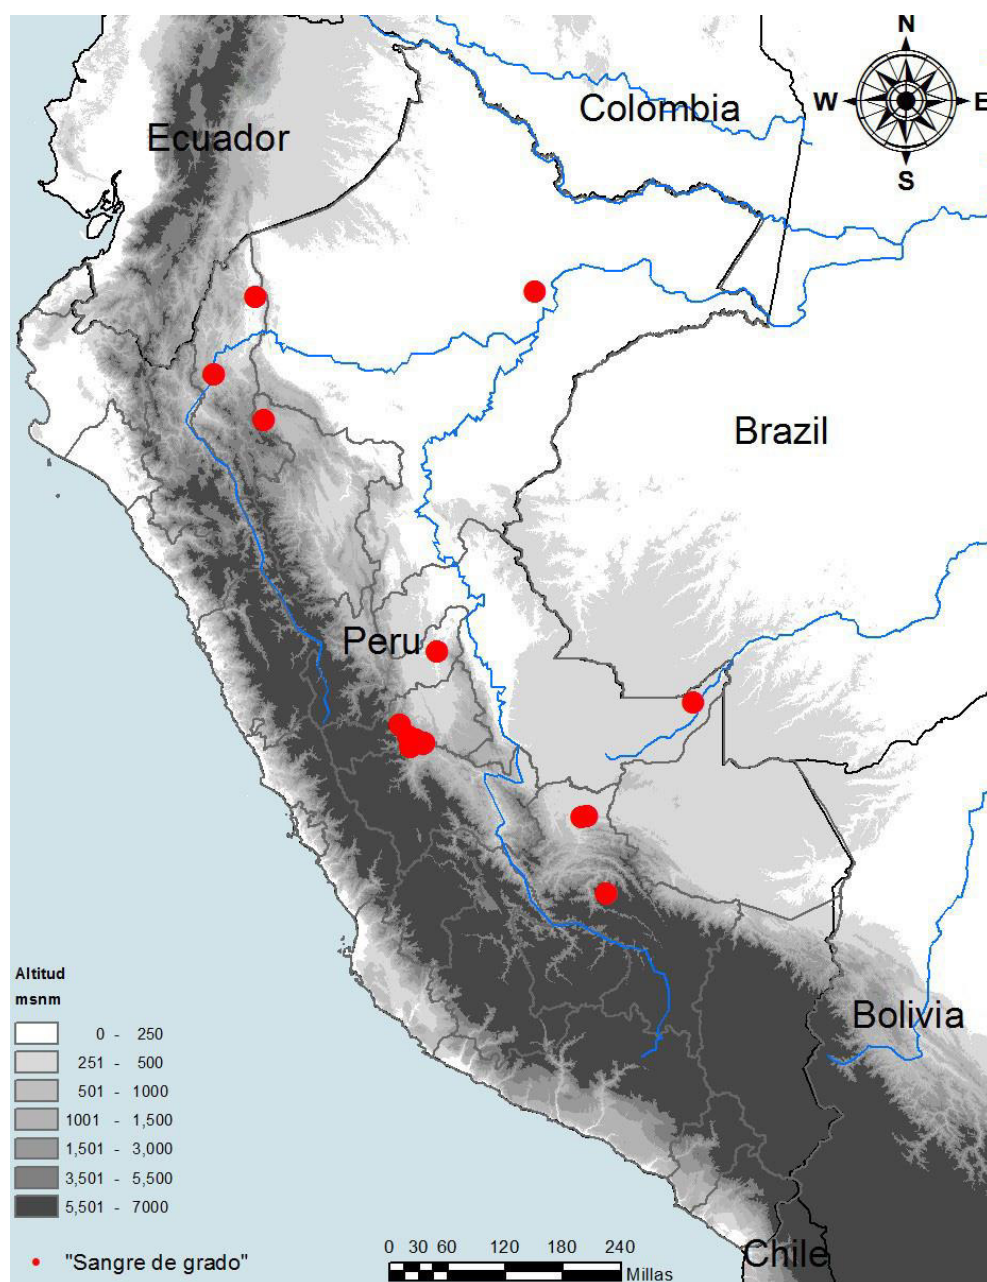 N
W E
S
Colombia
Ecuador
Brazil
Peru
Bolivia
Chile
Altitud
msnm
0 - 250
251 - 500
501 - 1000
1001 - 1,500
1,501 - 3,000
3,501 - 5,500
5,501 - 7000
"Sangre de grado"
0 30 60 120 180 240
Millas